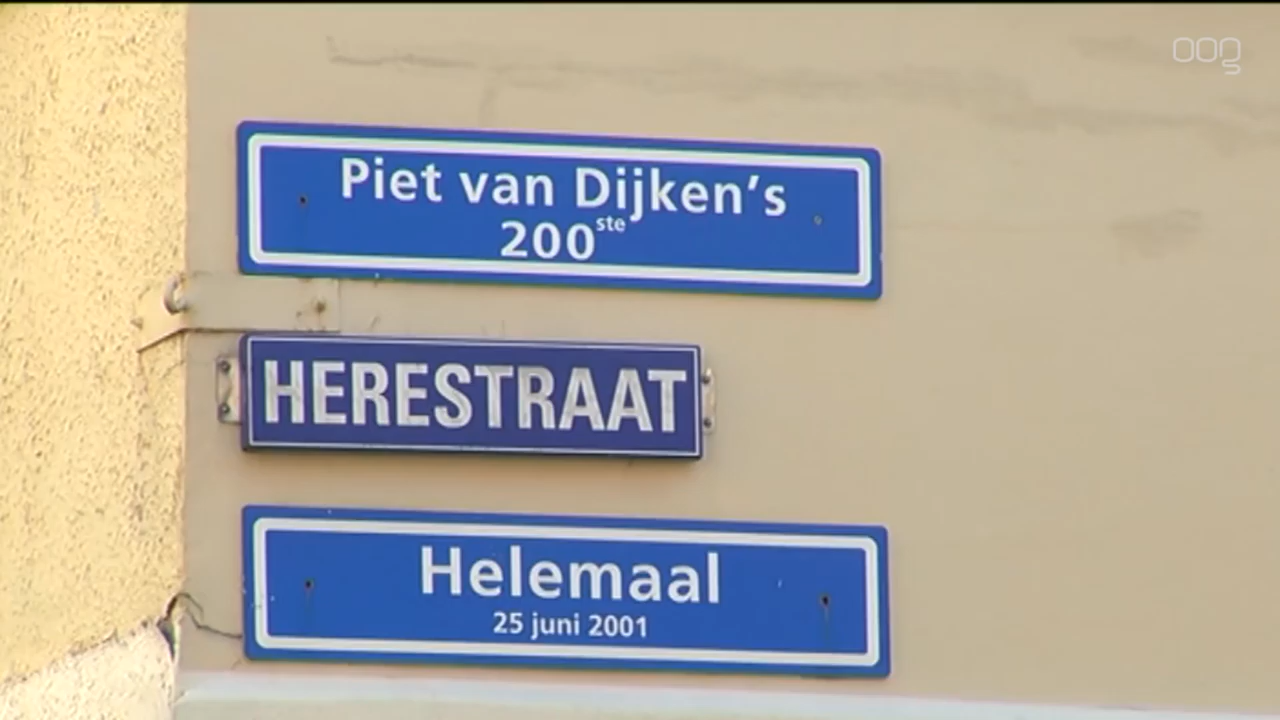 oog
Piet van Dijken's
200ste
HERESTRAAT
Helemaal
25 juni 2001